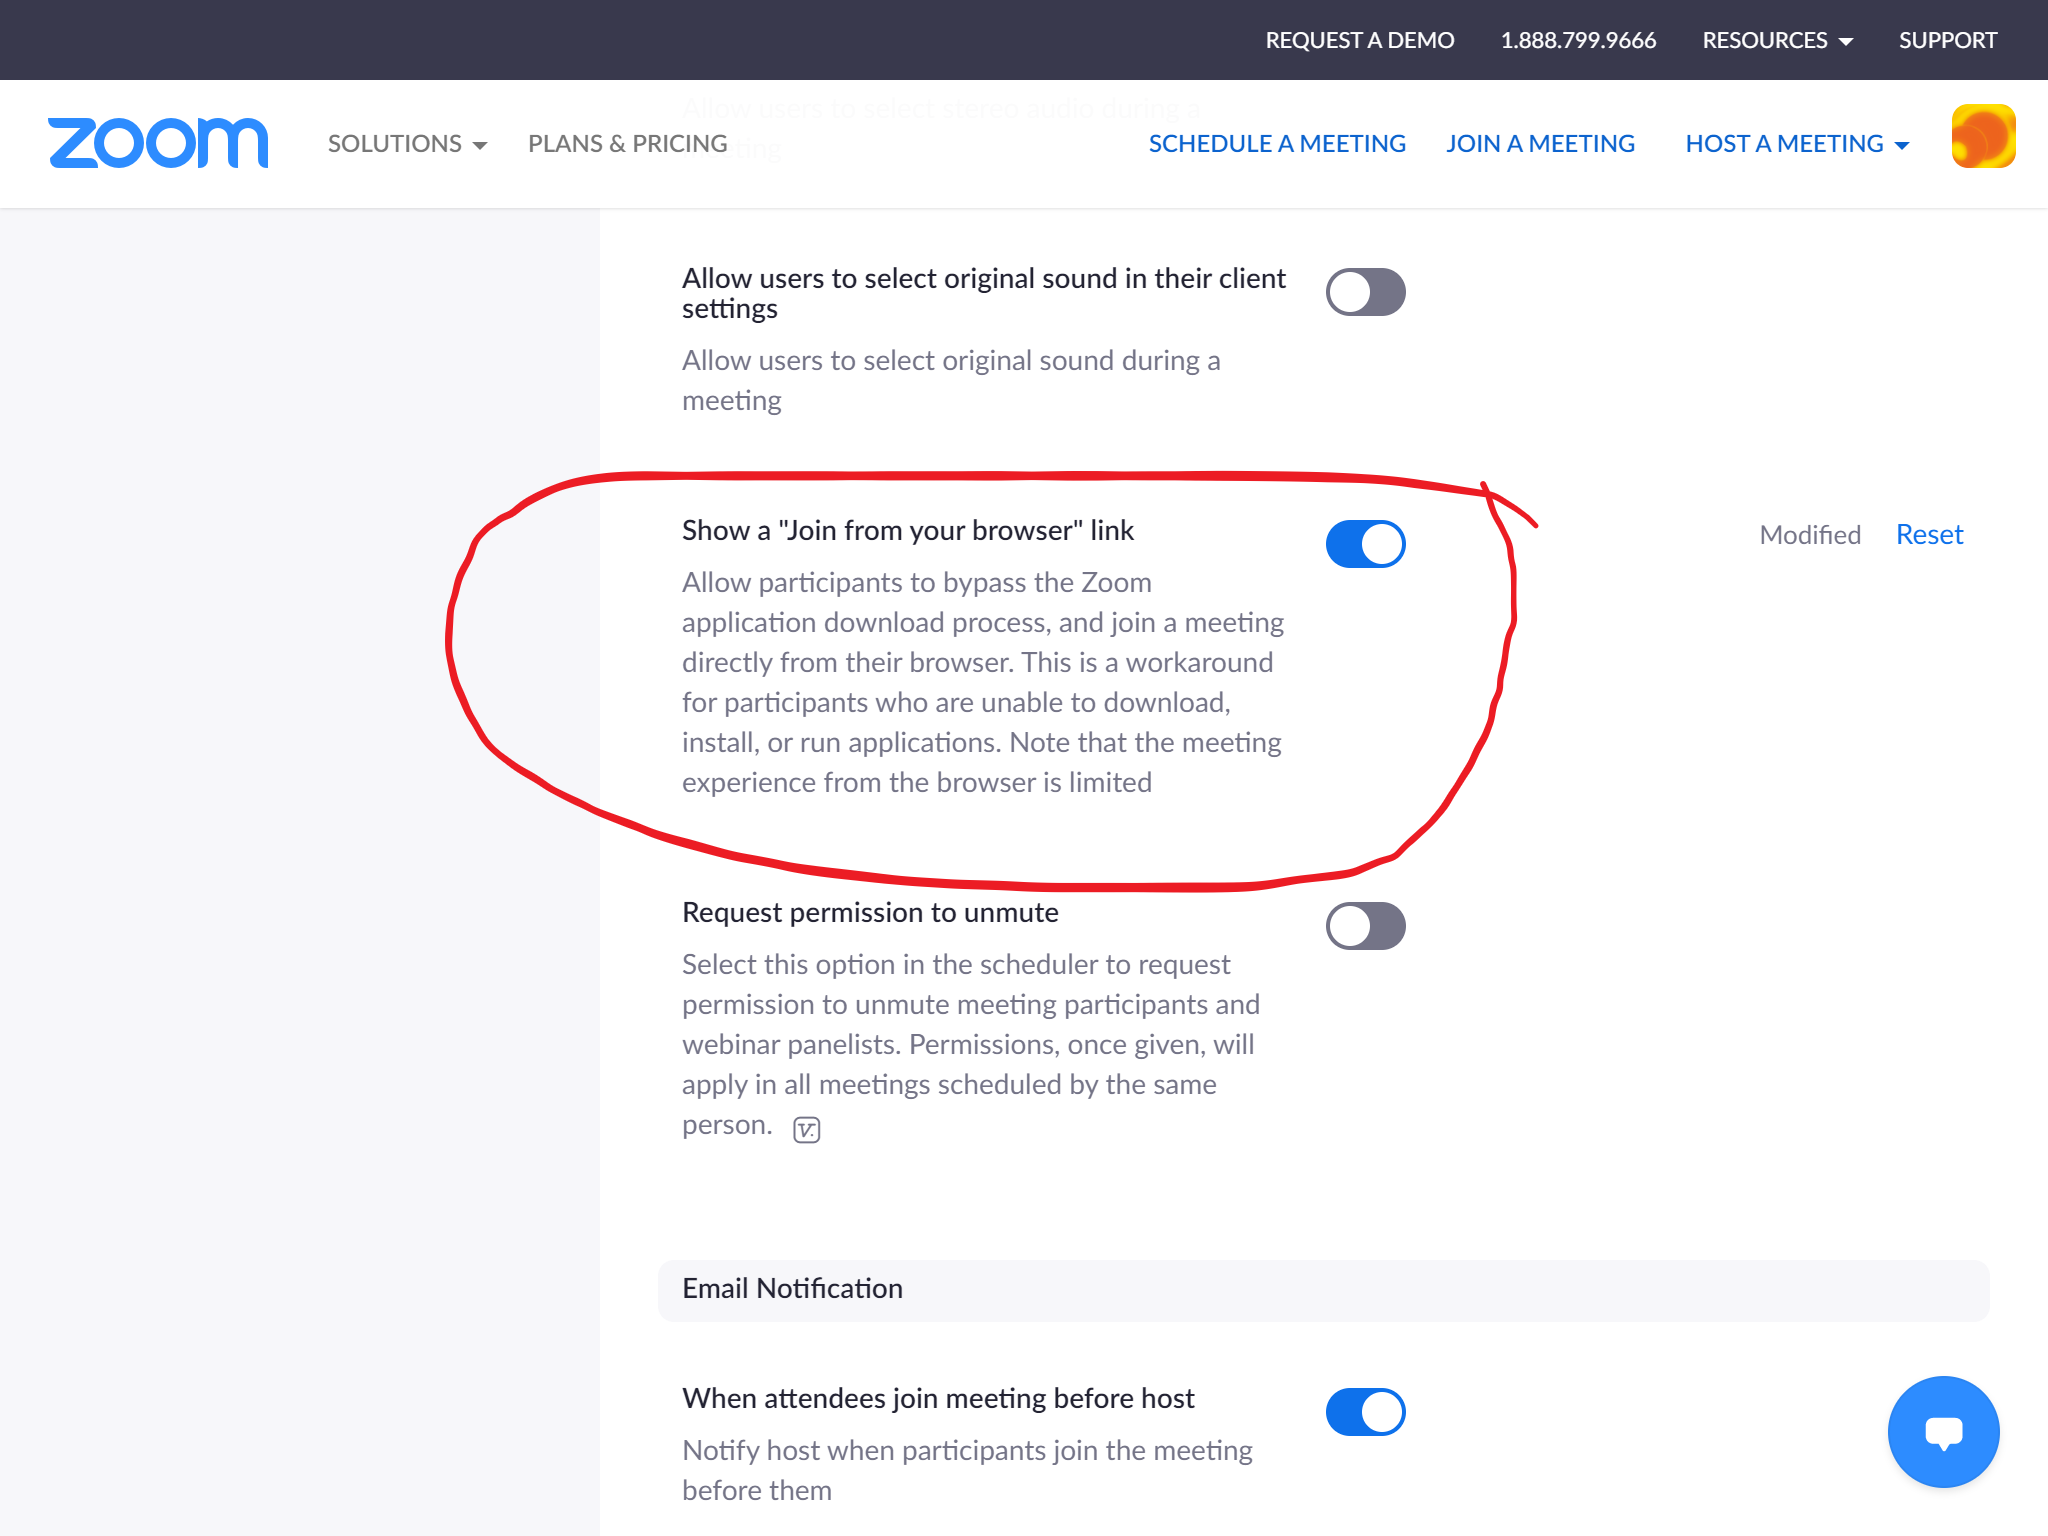 REQUEST A DEMO 1.888.799.9666 RESOURCES SUPPORT
Allow users to select stereo audio during a
meeting
zoom SOLUTIONS PLANS & PRICING SCHEDULE A MEETING JOIN A MEETING HOST A MEETING
Allow users to select original sound in their client
settings
Allow users to select original sound during a
meeting
Show a "Join from your browser" link
Modified Reset
Allow participants to bypass the Zoom
application download process, and join a meeting
directly from their browser. This is a workaround
for participants who are unable to download,
install, or run applications. Note that the meeting
experience from the browser is limited
Request permission to unmute
Select this option in the scheduler to request
permission to unmute meeting participants and
webinar panelists. Permissions, once given, will
apply in all meetings scheduled by the same
person. V.
Email Notification
When attendees join meeting before host
Notify host when participants join the meeting
before them